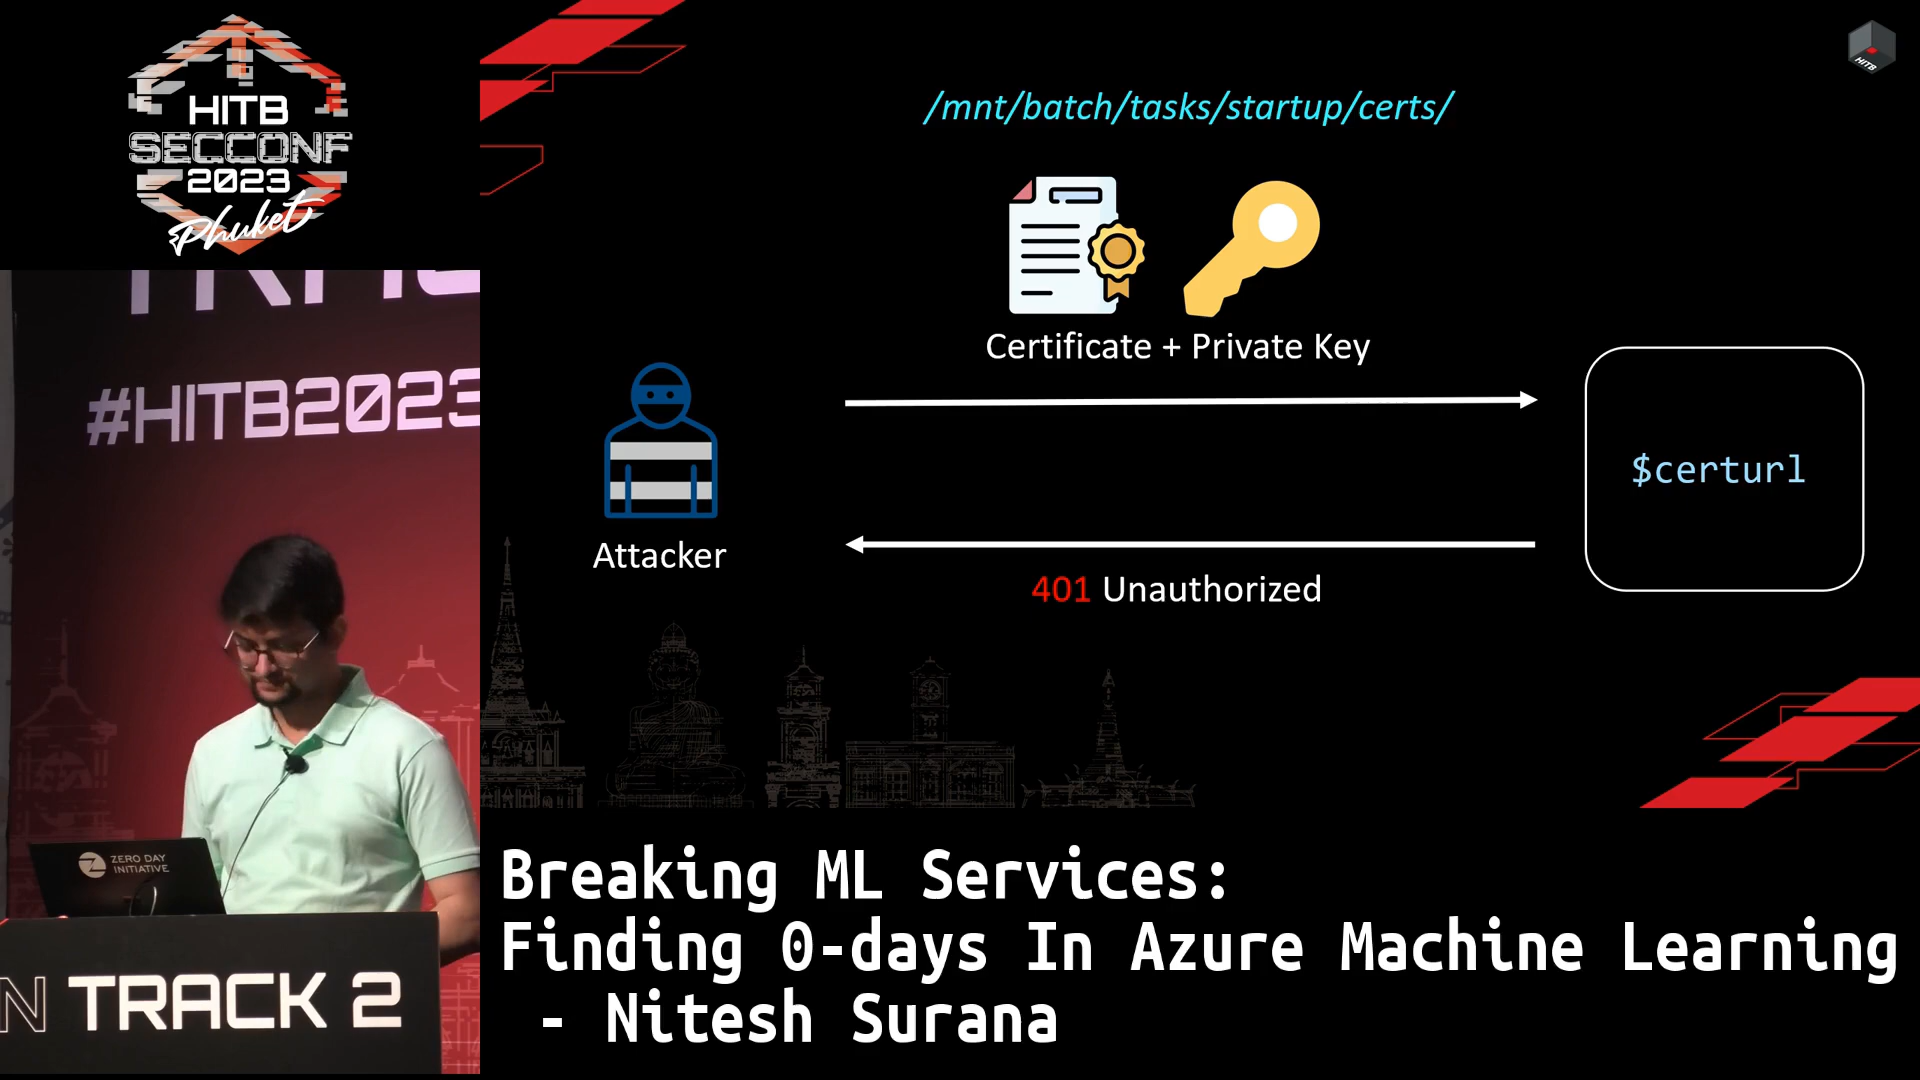 HITB
SECCONF
2023
Phuket
#HITB2023
ZERO DAY
INITIATIVE
N TRACK 2
/mnt/batch/tasks/startup/certs/
Certificate + Private Key
Attacker
$certurl
401 Unauthorized
HITB
Breaking ML Services:
Finding 0-days In Azure Machine Learning
- Nitesh Surana